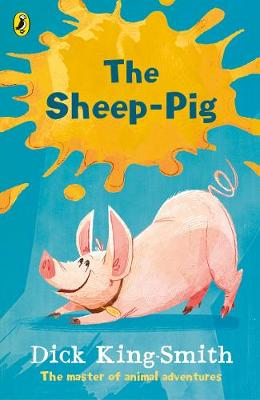 The
Sheep-Pig
Dick King-Smith
The master of animal adventures